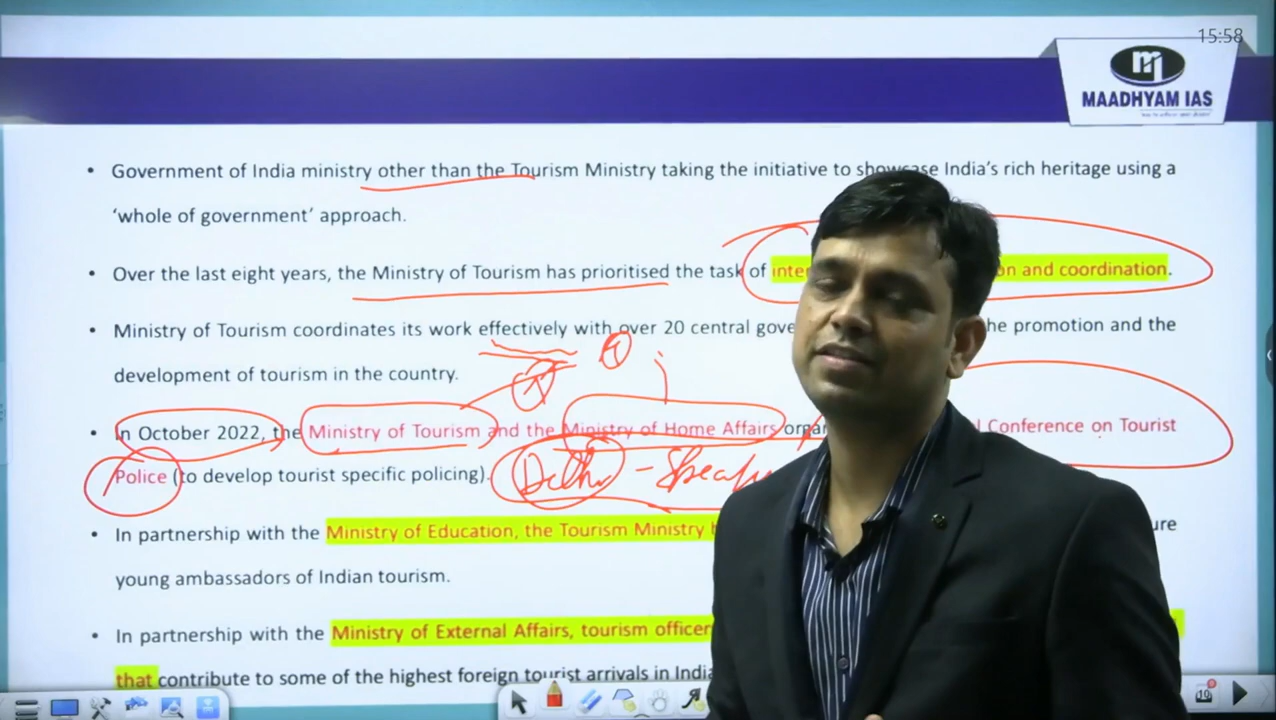 15:58
MAADHYAM IAS
• Government of India ministry other than the Tourism Ministry taking the initiative to showcase India's rich heritage using a
'whole of government' approach.
• Over the last eight years, the Ministry of Tourism has prioritised the task of inter on and coordination.
• Ministry of Tourism coordinates its work effectively with over 20 central gove he promotion and the
development of tourism in the country.
• In October 2022, the Ministry of Tourism and the Ministry of Home Affairs organ l Conference on Tourist
Police (to develop tourist specific policing).
Delhi -
• In partnership with the Ministry of Education, the Tourism Ministry ure
young ambassadors of Indian tourism.
• In partnership with the Ministry of External Affairs, tourism officer
that contribute to some of the highest foreign tourist arrivals in India